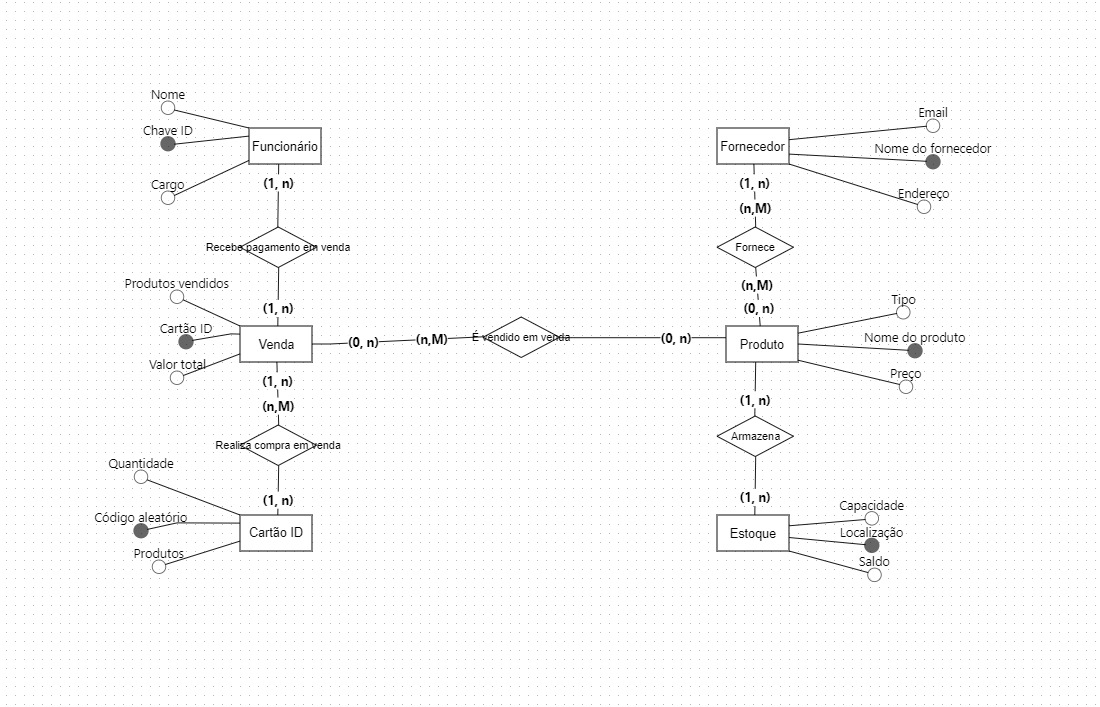 Nome
Chave ID
Cargo
Funcionário
(1, n)
Recebe pagamento em venda
(1, n)
Produtos vendidos
Cartão ID
Valor total
Venda
(1, n)
(n,M)
Realisa compra em venda
(1, n)
Quantidade
Código aleatório
Produtos
Cartão ID
(0, n)
(n,M)
É vendido em venda
(0, n)
Email
Nome do fornecedor
Endereço
Fornecedor
(1, n)
(n,M)
Fornece
(n,M)
(0, n)
Tipo
Nome do produto
Preço
Produto
(1, n)
Armazena
(1, n)
Capacidade
Localização
Saldo
Estoque